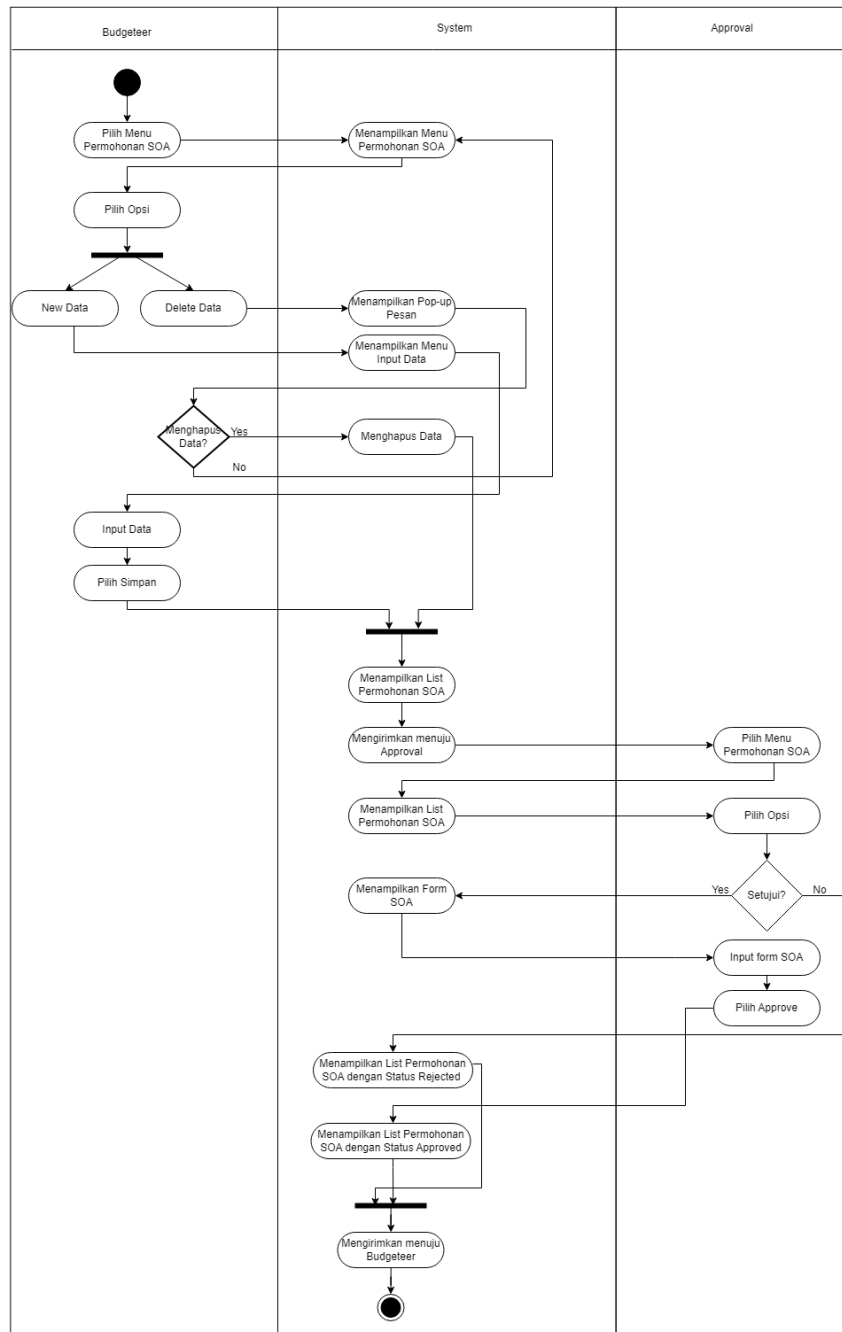 Budgeteer
System
Approval
Pilih Menu
Permohonan SOA
Menampilkan Menu
Permohonan SOA
Pilih Opsi
New Data
Delete Data
Menampilkan Pop-up
Pesan
Menampilkan Menu
Input Data
Menghapus
Data?
Yes
No
Menghapus Data
Input Data
Pilih Simpan
Menampilkan List
Permohonan SOA
Mengirimkan menuju
Approval
Pilih Menu
Permohonan SOA
Menampilkan List
Permohonan SOA
Pilih Opsi
Menampilkan Form
SOA
Yes
Setujui?
No
Input form SOA
Pilih Approve
Menampilkan List Permohonan
SOA dengan Status Rejected
Menampilkan List Permohonan
SOA dengan Status Approved
Mengirimkan menuju
Budgeteer